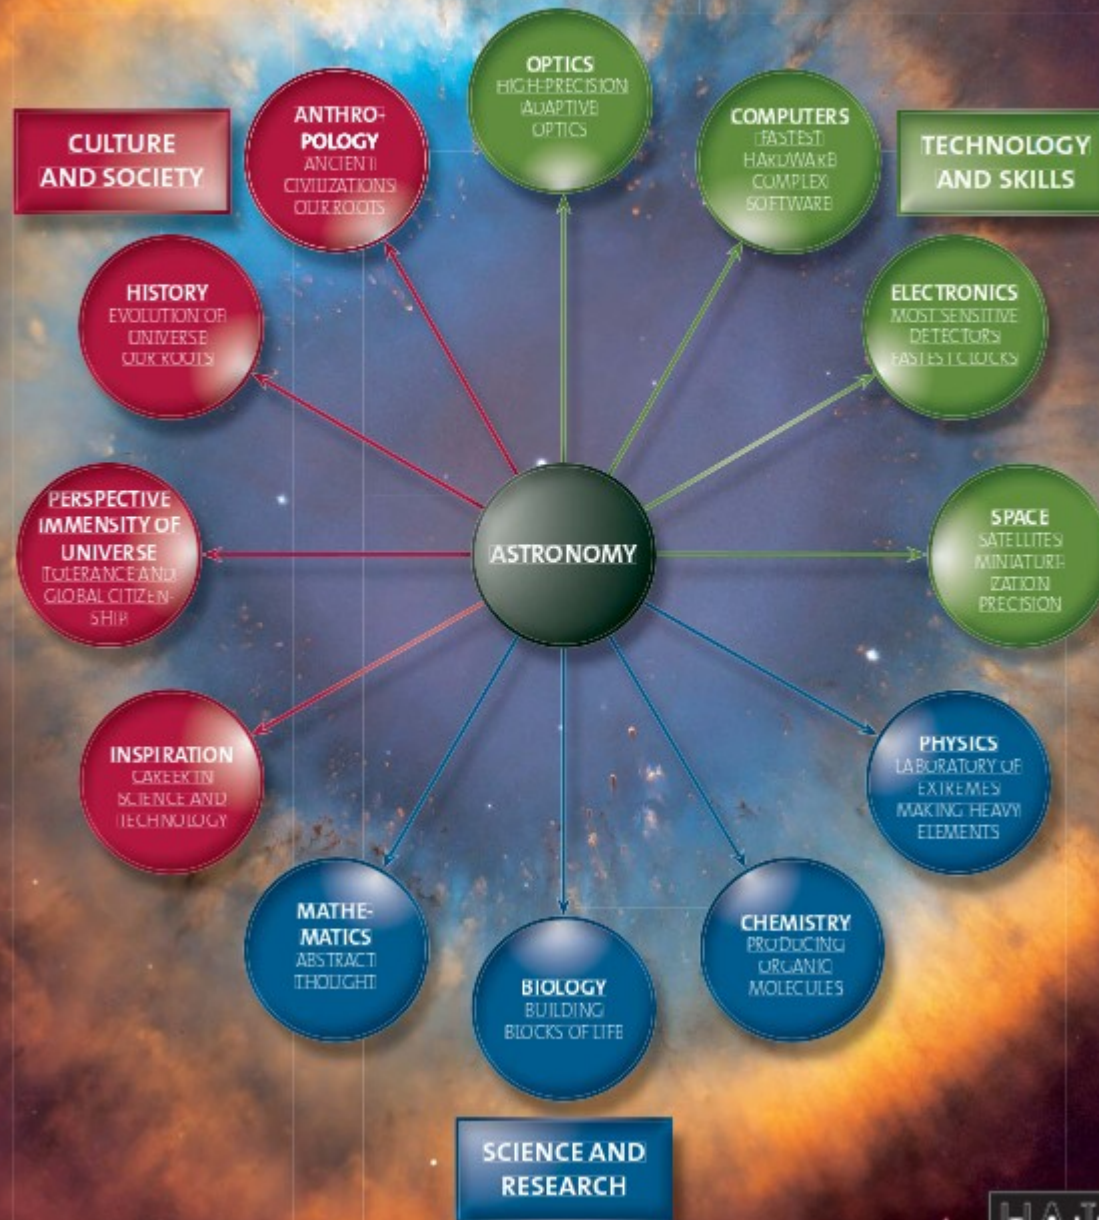 OPTICS
HIGH-PRECISION
ADAPTIVE
OPTICS
ANTHRO-
POLOGY
ANCIENT
CIVILIZATIONS
OUR ROOTS
COMPUTERS
FASTEST
HARDWARE
COMPLEX
SOFTWARE
CULTURE
AND SOCIETY
TECHNOLOGY
AND SKILLS
HISTORY
EVOLUTION OF
UNIVERSE
OUR ROOTS
ELECTRONICS
MOST SENSITIVE
DETECTORS
FASTEST CLOCKS
PERSPECTIVE
IMMENSITY OF
UNIVERSE
TOLERANCE AND
GLOBAL CITIZEN-
SHIP
ASTRONOMY
SPACE
SATELLITES
MINIATURI-
ZATION
PRECISION
INSPIRATION
CAREER IN
SCIENCE AND
TECHNOLOGY
PHYSICS
LABORATORY OF
EXTREMES
MAKING HEAVY
ELEMENTS
MATHE-
MATICS
ABSTRACT
THOUGHT
BIOLOGY
BUILDING
BLOCKS OF LIFE
CHEMISTRY
PRODUCING
ORGANIC
MOLECULES
SCIENCE AND
RESEARCH